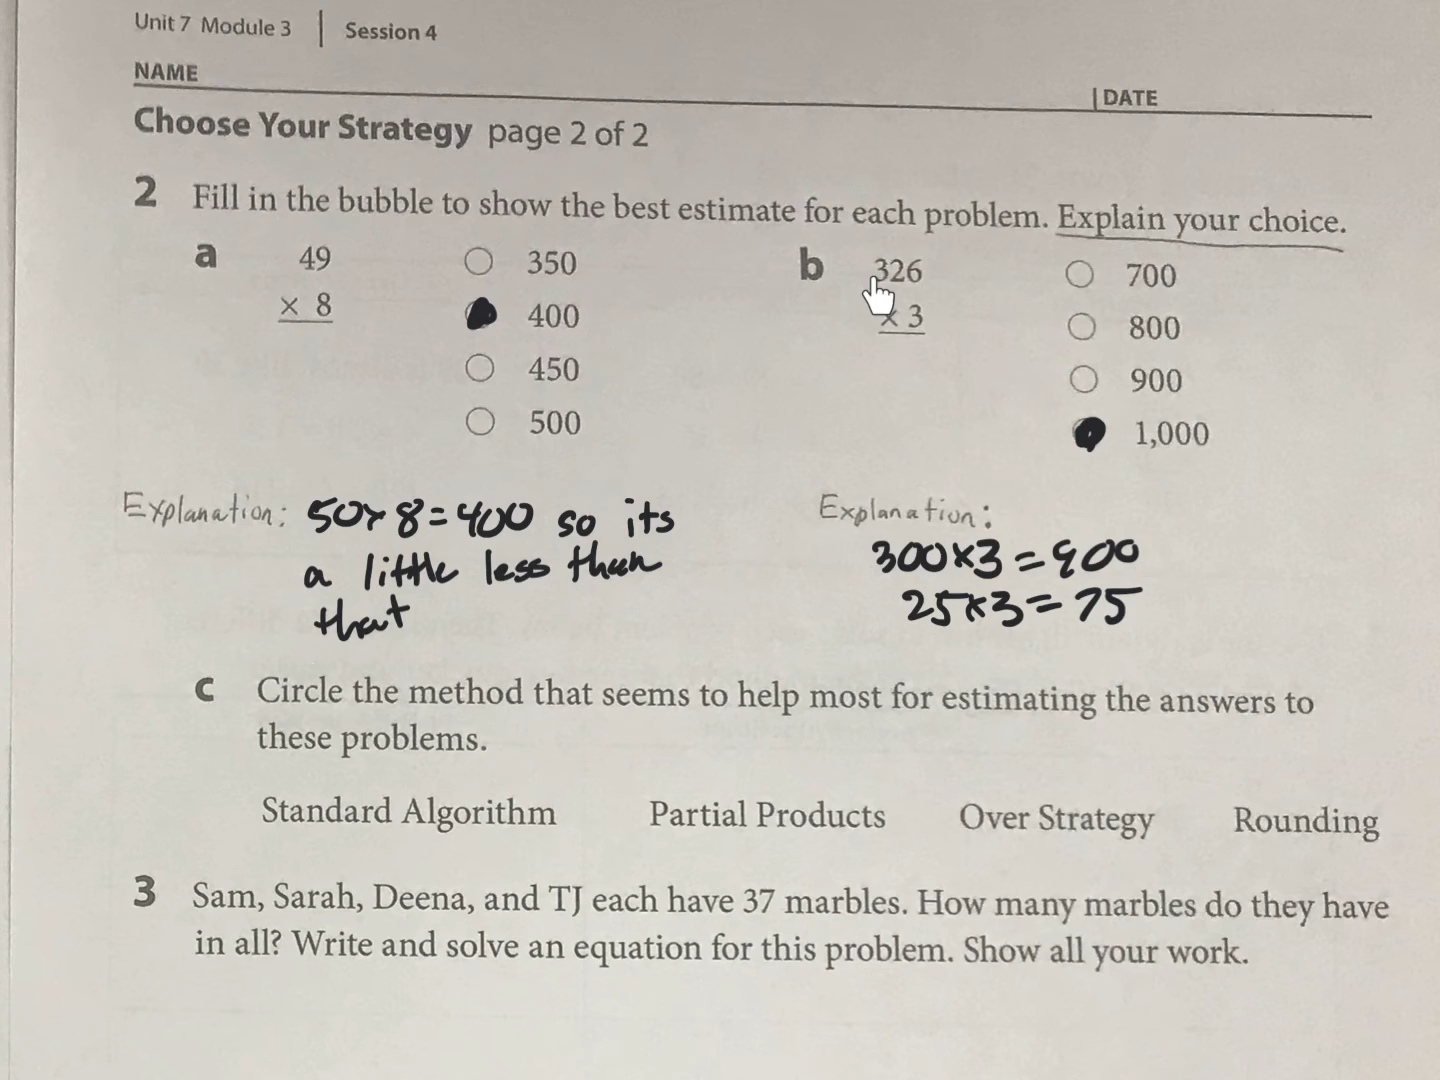 Unit 7 Module 3 | Session 4
NAME | DATE
Choose Your Strategy page 2 of 2
2 Fill in the bubble to show the best estimate for each problem. Explain your choice.
a 49 × 8
350
400
450
500
b 326 × 3
700
800
900
1,000
Explanation: 50×8=400 so its
a little less than
that
Explanation:
300×3=900
25×3=75
c Circle the method that seems to help most for estimating the answers to
these problems.
Standard Algorithm Partial Products Over Strategy Rounding
3 Sam, Sarah, Deena, and TJ each have 37 marbles. How many marbles do they have
in all? Write and solve an equation for this problem. Show all your work.